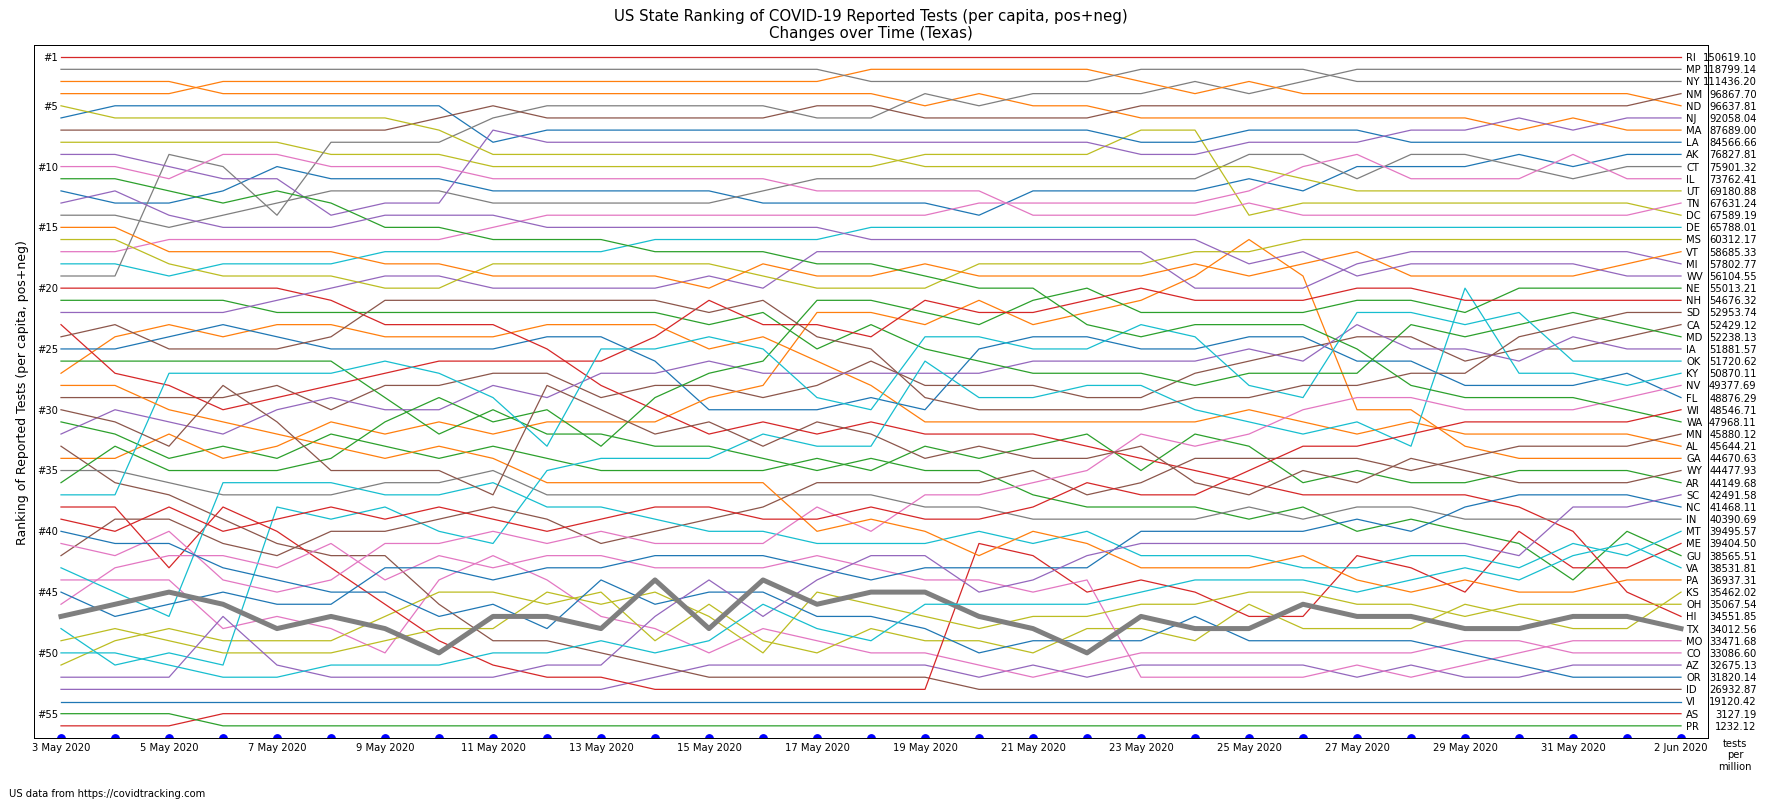 US State Ranking of COVID-19 Reported Tests (per capita, pos+neg)
Changes over Time (Texas)
Ranking of Reported Tests (per capita, pos+neg)
#1
#5
#10
#15
#20
#25
#30
#35
#40
#45
#50
#55
RI 150619.10
MP 118799.14
NY 111436.20
NM 96867.70
ND 96637.81
NJ 92058.04
MA 87689.00
LA 84566.66
AK 76827.81
CT 75901.32
IL 73762.41
UT 69180.88
TN 67631.24
DC 67589.19
DE 65788.01
MS 60312.17
VT 58685.33
MI 57802.77
WV 56104.55
NE 55013.21
NH 54676.32
SD 52953.74
CA 52429.12
MD 52238.13
IA 51881.57
OK 51720.62
KY 50870.11
NV 49377.69
FL 48876.29
WI 48546.71
WA 47968.11
MN 45880.12
AL 45644.21
GA 44670.63
WY 44477.93
AR 44149.68
SC 42491.58
NC 41468.11
IN 40390.69
MT 39495.57
ME 39404.50
GU 38565.51
VA 38531.81
PA 36937.31
KS 35462.02
OH 35067.54
HI 34551.85
TX 34012.56
MO 33471.68
CO 33086.60
AZ 32675.13
OR 31820.14
ID 26932.87
VI 19120.42
AS 3127.19
PR 1232.12
3 May 2020 5 May 2020 7 May 2020 9 May 2020 11 May 2020 13 May 2020 15 May 2020 17 May 2020 19 May 2020 21 May 2020 23 May 2020 25 May 2020 27 May 2020 29 May 2020 31 May 2020 2 Jun 2020
tests
per
million
US data from https://covidtracking.com